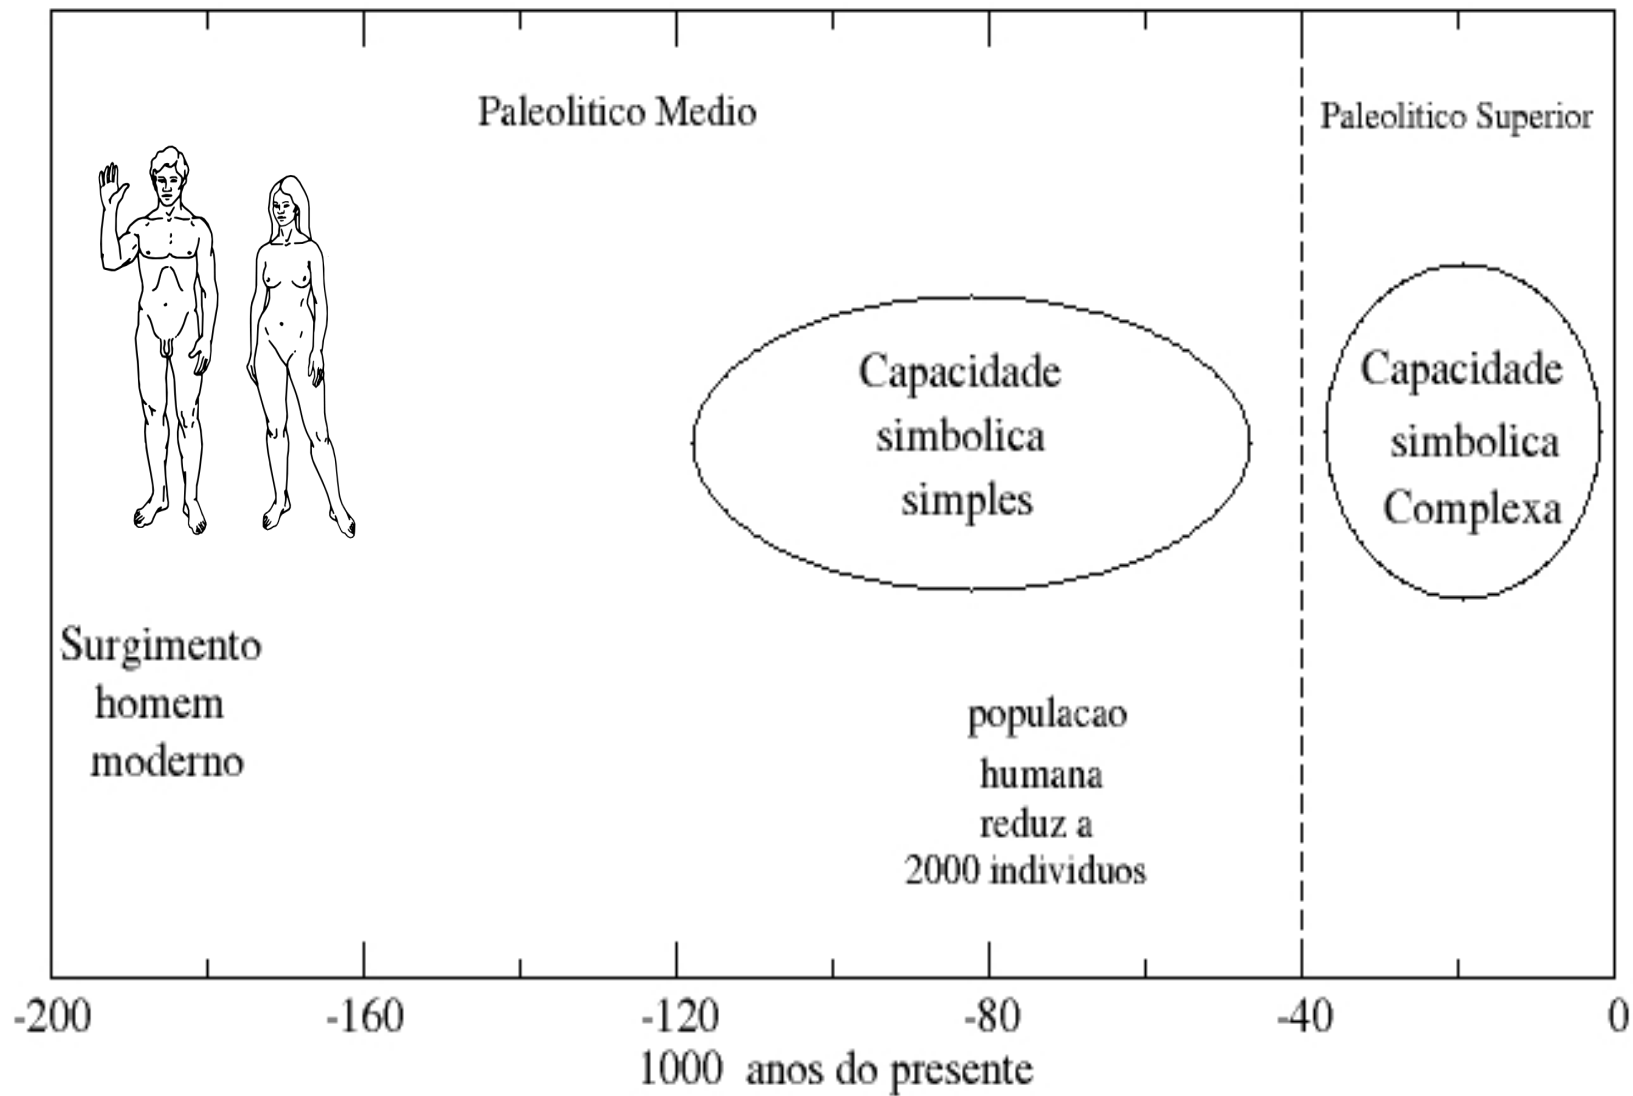 Paleolitico Medio
Paleolitico Superior
Capacidade
simbolica
simples
Capacidade
simbolica
Complexa
Surgimento
homem
moderno
populacao
humana
reduz a
2000 individuos
-200 -160 -120 -80 -40 0
1000 anos do presente